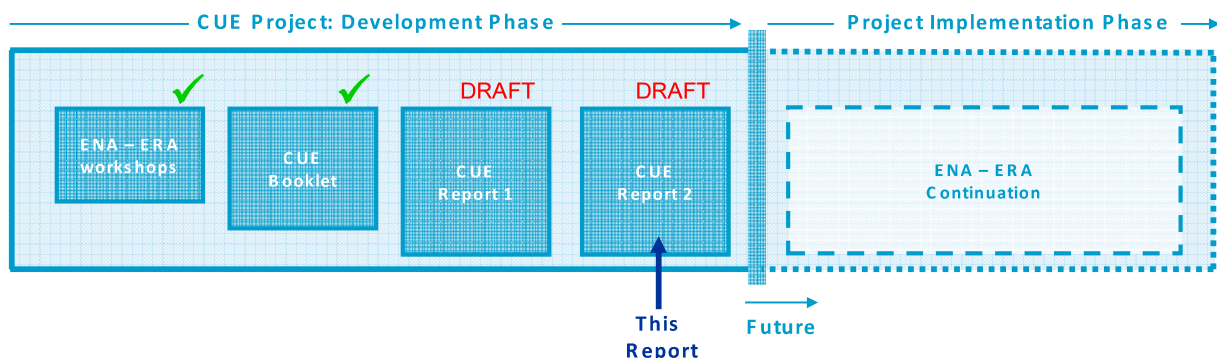 CUE Project: Development Phase
Project Implementation Phase
DRAFT
DRAFT
ENA – ERA
workshops
CUE
Booklet
CUE
Report 1
CUE
Report 2
ENA – ERA
Continuation
This
Report
Future